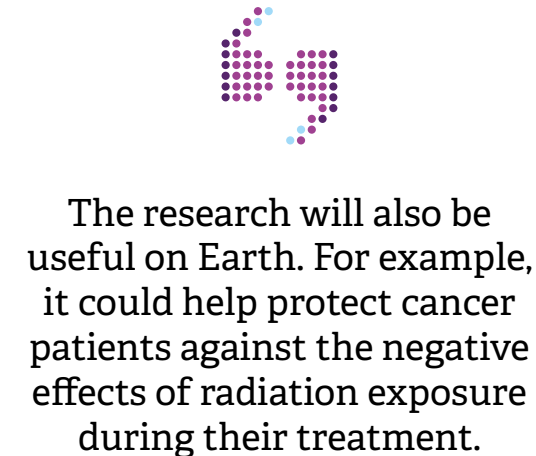 The research will also be
useful on Earth. For example,
it could help protect cancer
patients against the negative
effects of radiation exposure
during their treatment.